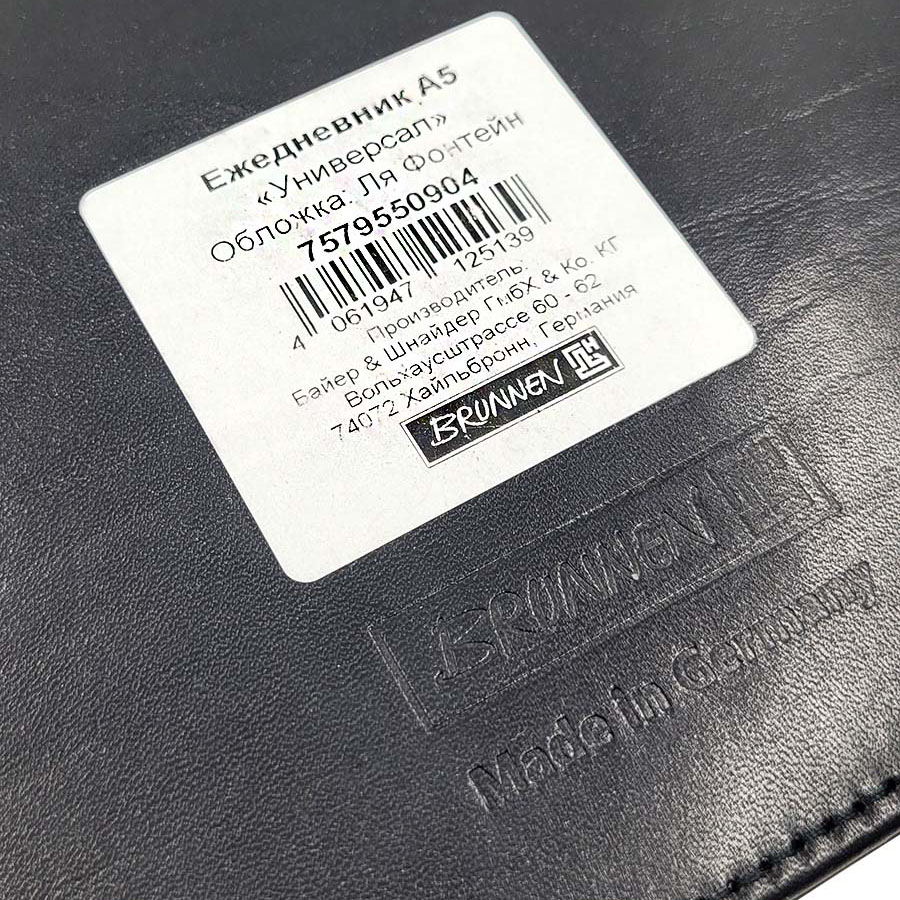 Ежедневник А5
«Универсал»
Обложка: Ля Фонтейн
7579550904
4 061947 125139
Производитель:
Байер & Шнайдер ГмбХ & Ко. КГ
Вольхаусштрассе 60 - 62
74072 Хайльбронн, Германия
BRUNNEN
BRUNNEN
Made in Germany